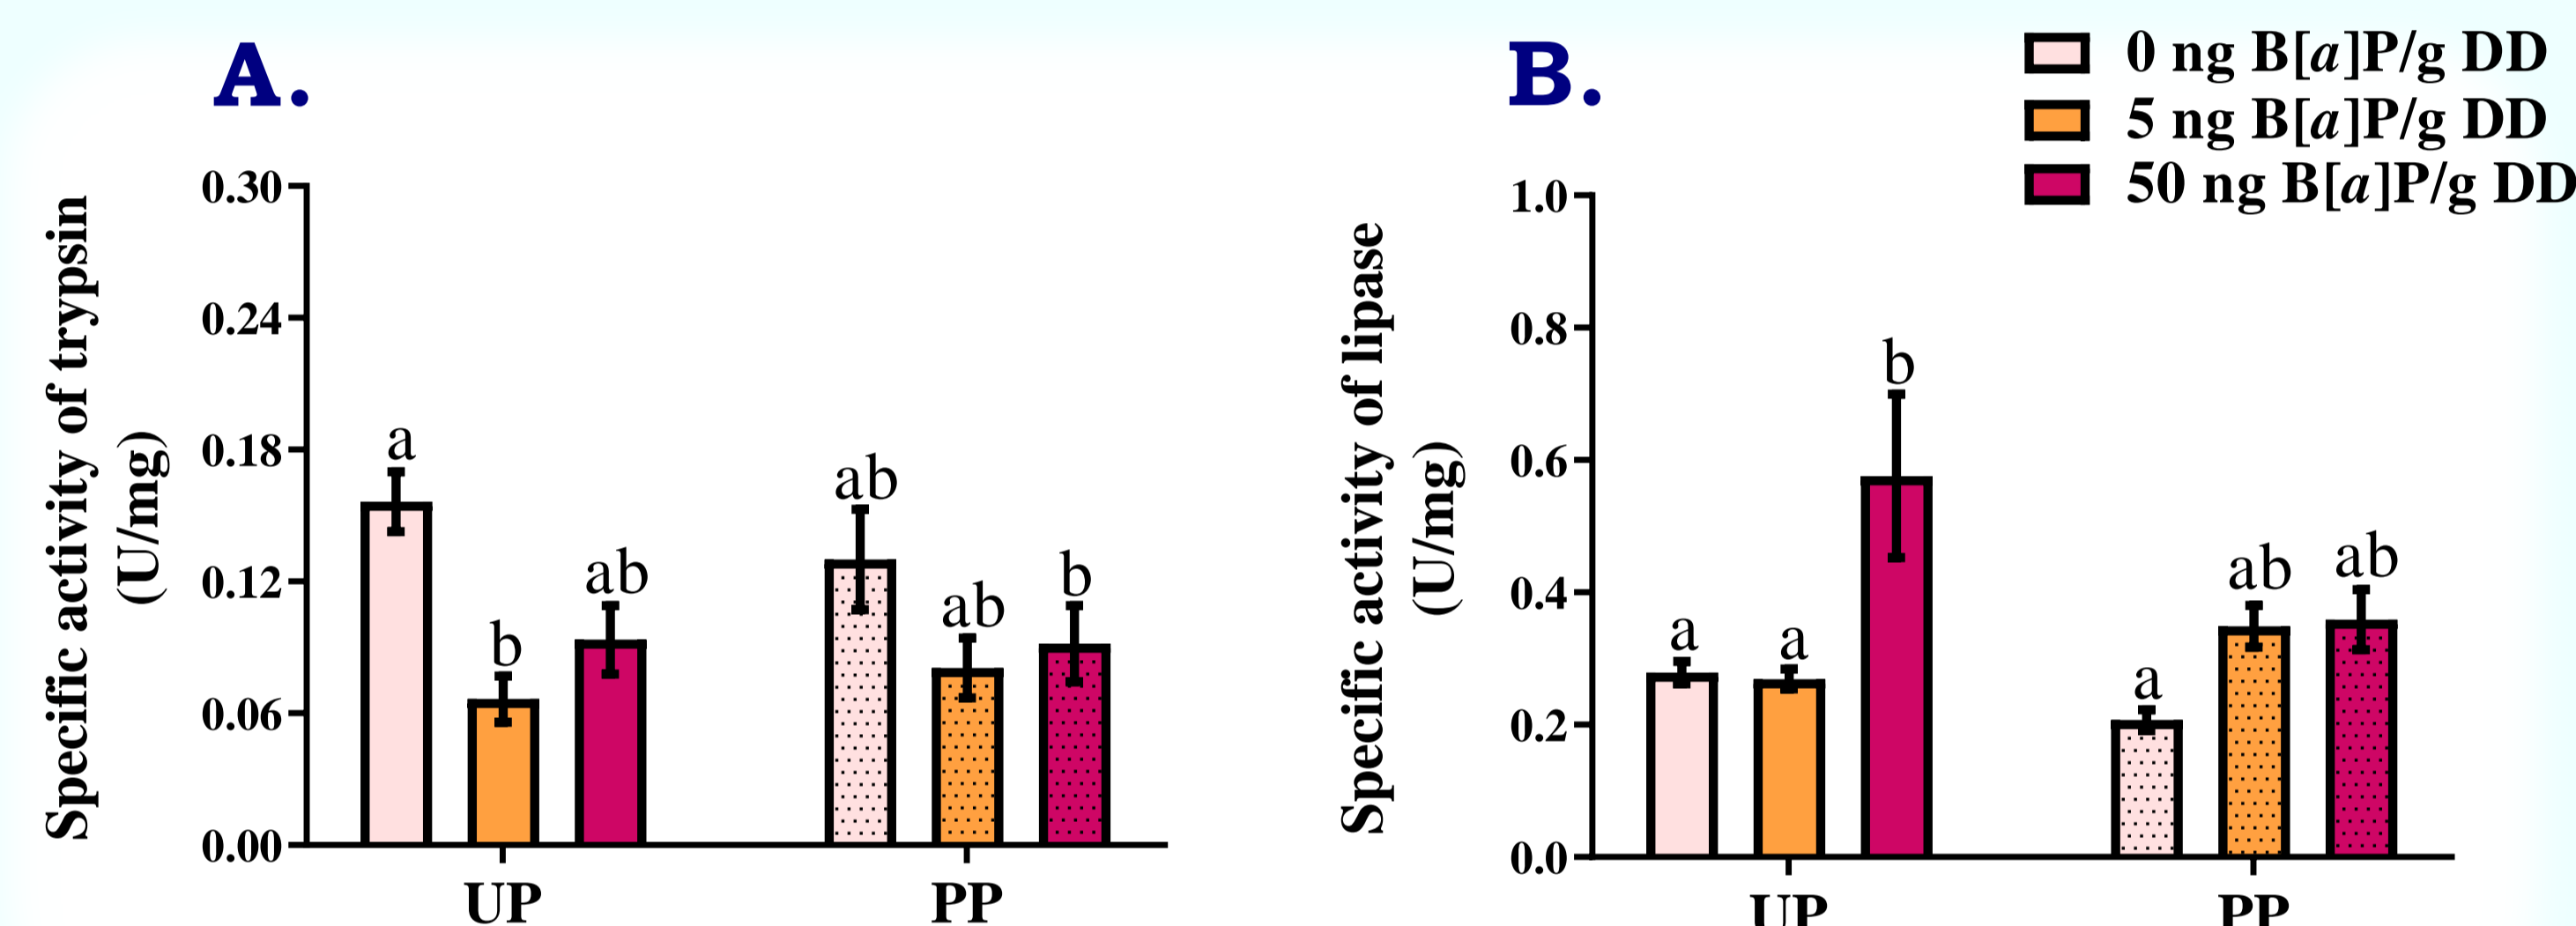 A.
Specific activity of trypsin
(U/mg)
0.30
0.24
0.18
0.12
0.06
0.00
a
b
ab
ab
ab
b
UP
PP
B.
0 ng B[a]P/g DD
5 ng B[a]P/g DD
50 ng B[a]P/g DD
Specific activity of lipase
(U/mg)
1.0
0.8
0.6
0.4
0.2
0.0
a
a
b
a
ab
ab
UP
PP